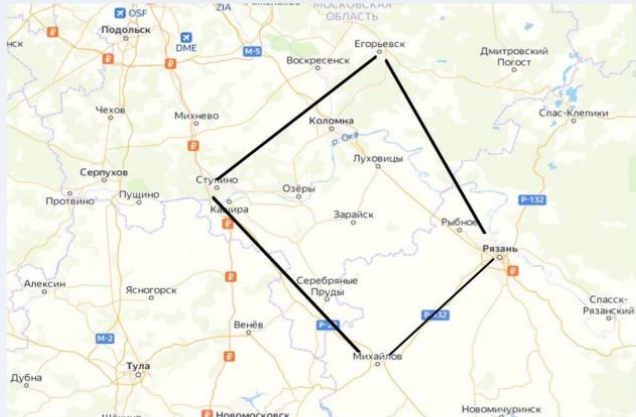 МОСКОВСКАЯ
ОБЛАСТЬ
ZIA
OSF
Подольск
DME
М-5
Егорьевск
Воскресенск
Дмитровский
Погост
нск
Чехов
Михнево
Коломна
Спас-Клепики
р. Ока
Луховицы
Серпухов
Ступино
Протвино
Пущино
Озёры
Кашира
Зарайск
Р-132
Рыбное
Рязань
Алексин
Ясногорск
Серебряные
Пруды
Спасск-
Рязанский
Венёв
Р-132
М-2
Михайлов
Тула
Дубна
Новомосковск
Новомичуринск